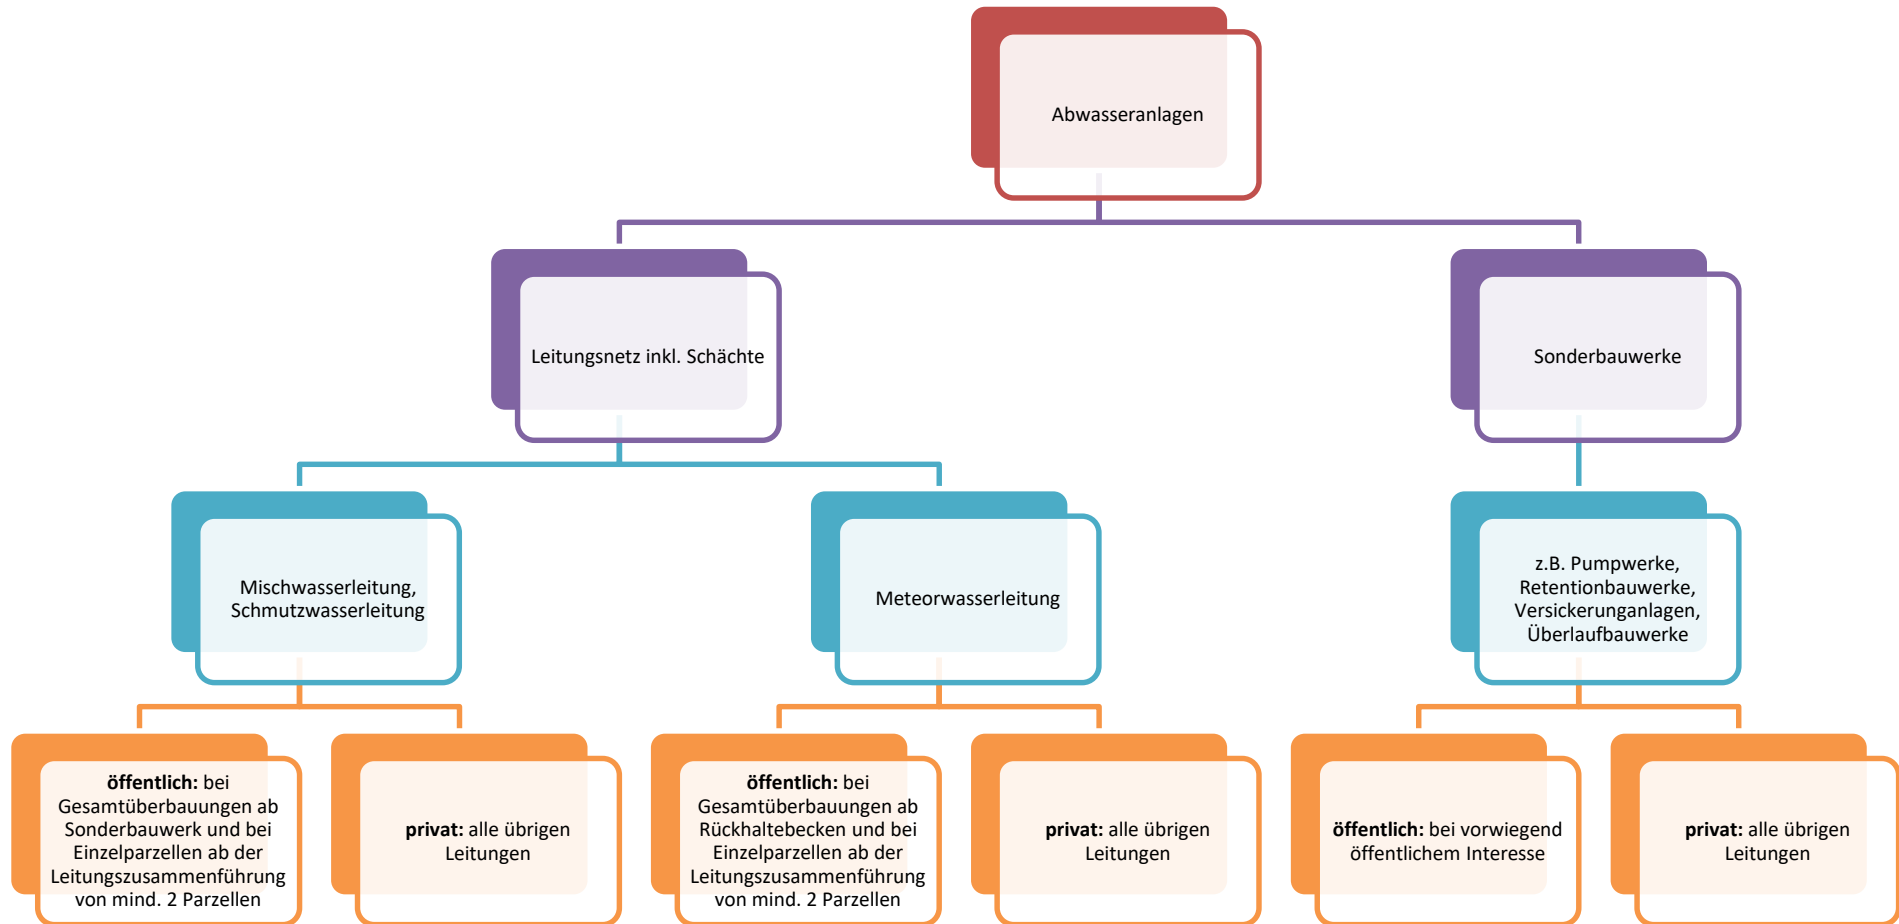 Abwasseranlagen
Leitungsnetz inkl. Schächte
Sonderbauwerke
Mischwasserleitung,
Schmutzwasserleitung
Meteorwasserleitung
z.B. Pumpwerke,
Retentionbauwerke,
Versickerunganlagen,
Überlaufbauwerke
öffentlich: bei
Gesamtüberbauungen ab
Sonderbauwerk und bei
Einzelparzellen ab der
Leitungszusammenführung
von mind. 2 Parzellen
privat: alle übrigen
Leitungen
öffentlich: bei
Gesamtüberbauungen ab
Rückhaltebecken und bei
Einzelparzellen ab der
Leitungszusammenführung
von mind. 2 Parzellen
privat: alle übrigen
Leitungen
öffentlich: bei vorwiegend
öffentlichem Interesse
privat: alle übrigen
Leitungen